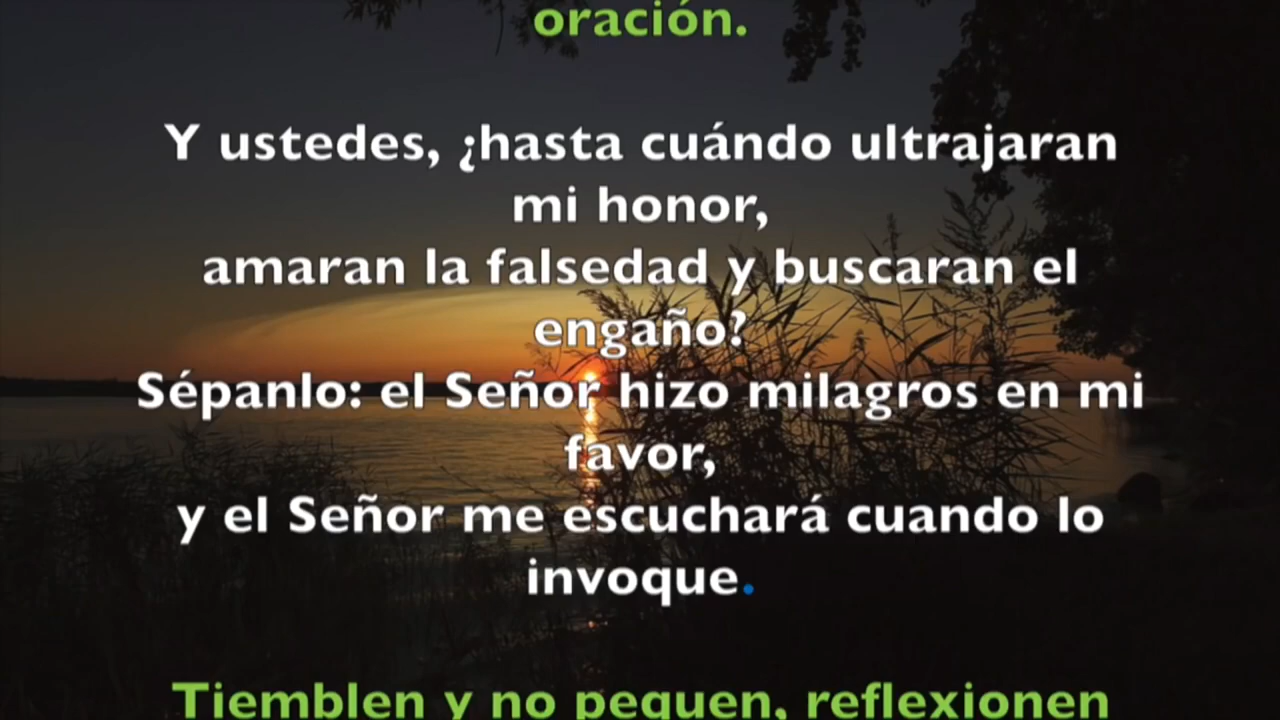 oración.
Y ustedes, ¿hasta cuándo ultrajaran
mi honor,
amaran la falsedad y buscaran el
engaño?
Sépanlo: el Señor hizo milagros en mi
favor,
y el Señor me escuchará cuando lo
invoque.
Tiemblen y no pequen, reflexionen